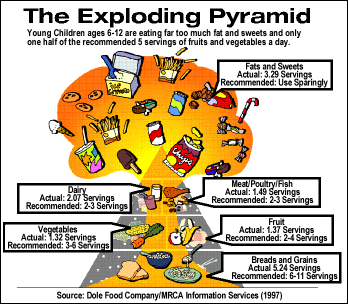 The Exploding Pyramid
Young Children ages 6-12 are eating far too much fat and sweets and only
one half of the recommended 5 servings of fruits and vegetables a day.
Fats and Sweets
Actual: 3.29 Servings
Recommended: Use Sparingly
Chips
Dairy
Actual: 2.07 Servings
Recommended: 2-3 Servings
Meat/Poultry/Fish
Actual: 1.49 Servings
Recommended: 2-3 Servings
Vegetables
Actual: 1.32 Servings
Recommended: 3-6 Servings
Fruit
Actual: 1.37 Servings
Recommended: 2-4 Servings
Breads and Grains
Actual 5.24 Servings
Recommended: 6-11 Servings
Source: Dole Food Company/MRCA Information Services (1997)